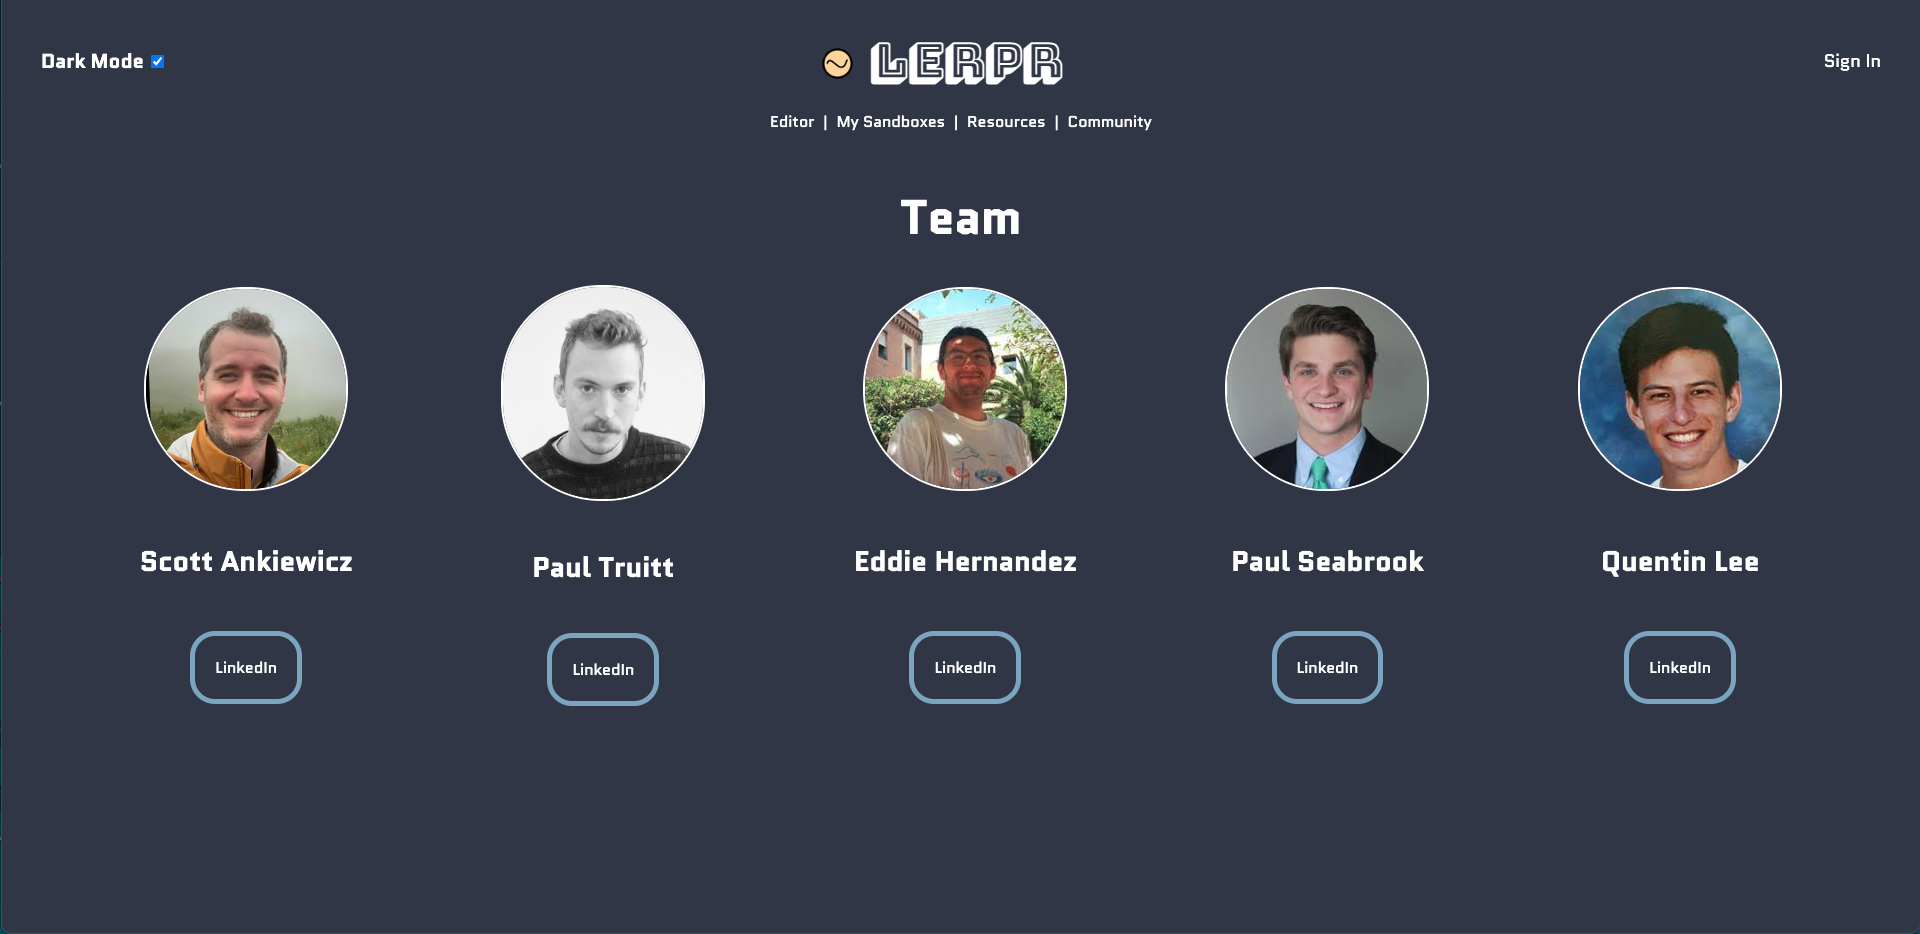 Dark Mode
LERPR
Sign In
Editor | My Sandboxes | Resources | Community
Team
Scott Ankiewicz
Paul Truitt
Eddie Hernandez
Paul Seabrook
Quentin Lee
LinkedIn
LinkedIn
LinkedIn
LinkedIn
LinkedIn